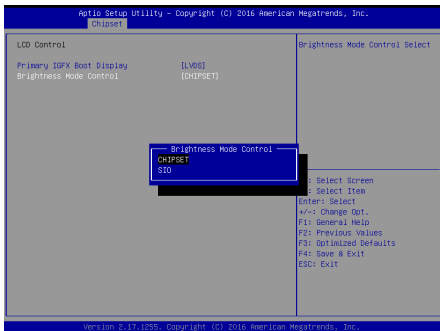 Aptio Setup Utility – Copyright (C) 2016 American Megatrends, Inc.
Chipset
LCD Control
Primary IGFX Boot Display [LVDS]
Brightness Mode Control [CHIPSET]
Brightness Mode Control Select
Brightness Mode Control
CHIPSET
SIO
: Select Screen
: Select Item
Enter: Select
+/-: Change Opt.
F1: General Help
F2: Previous Values
F3: Optimized Defaults
F4: Save & Exit
ESC: Exit
Version 2.17.1255. Copyright (C) 2016 American Megatrends, Inc.